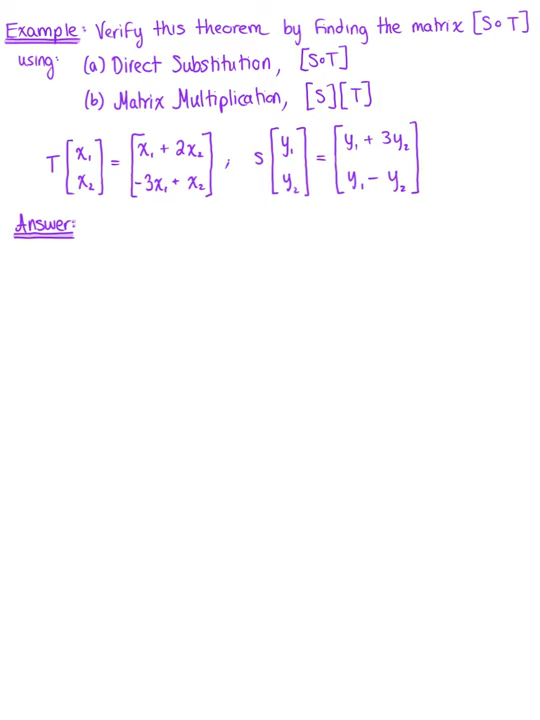 Example: Verify this theorem by finding the matrix [S∘T]
using: (a) Direct Substitution, [S∘T]
(b) Matrix Multiplication, [S][T]
T [x₁ x₂] = [x₁ + 2x₂ -3x₁ + x₂] ; S [y₁ y₂] = [y₁ + 3y₂ y₁ - y₂]
Answer: